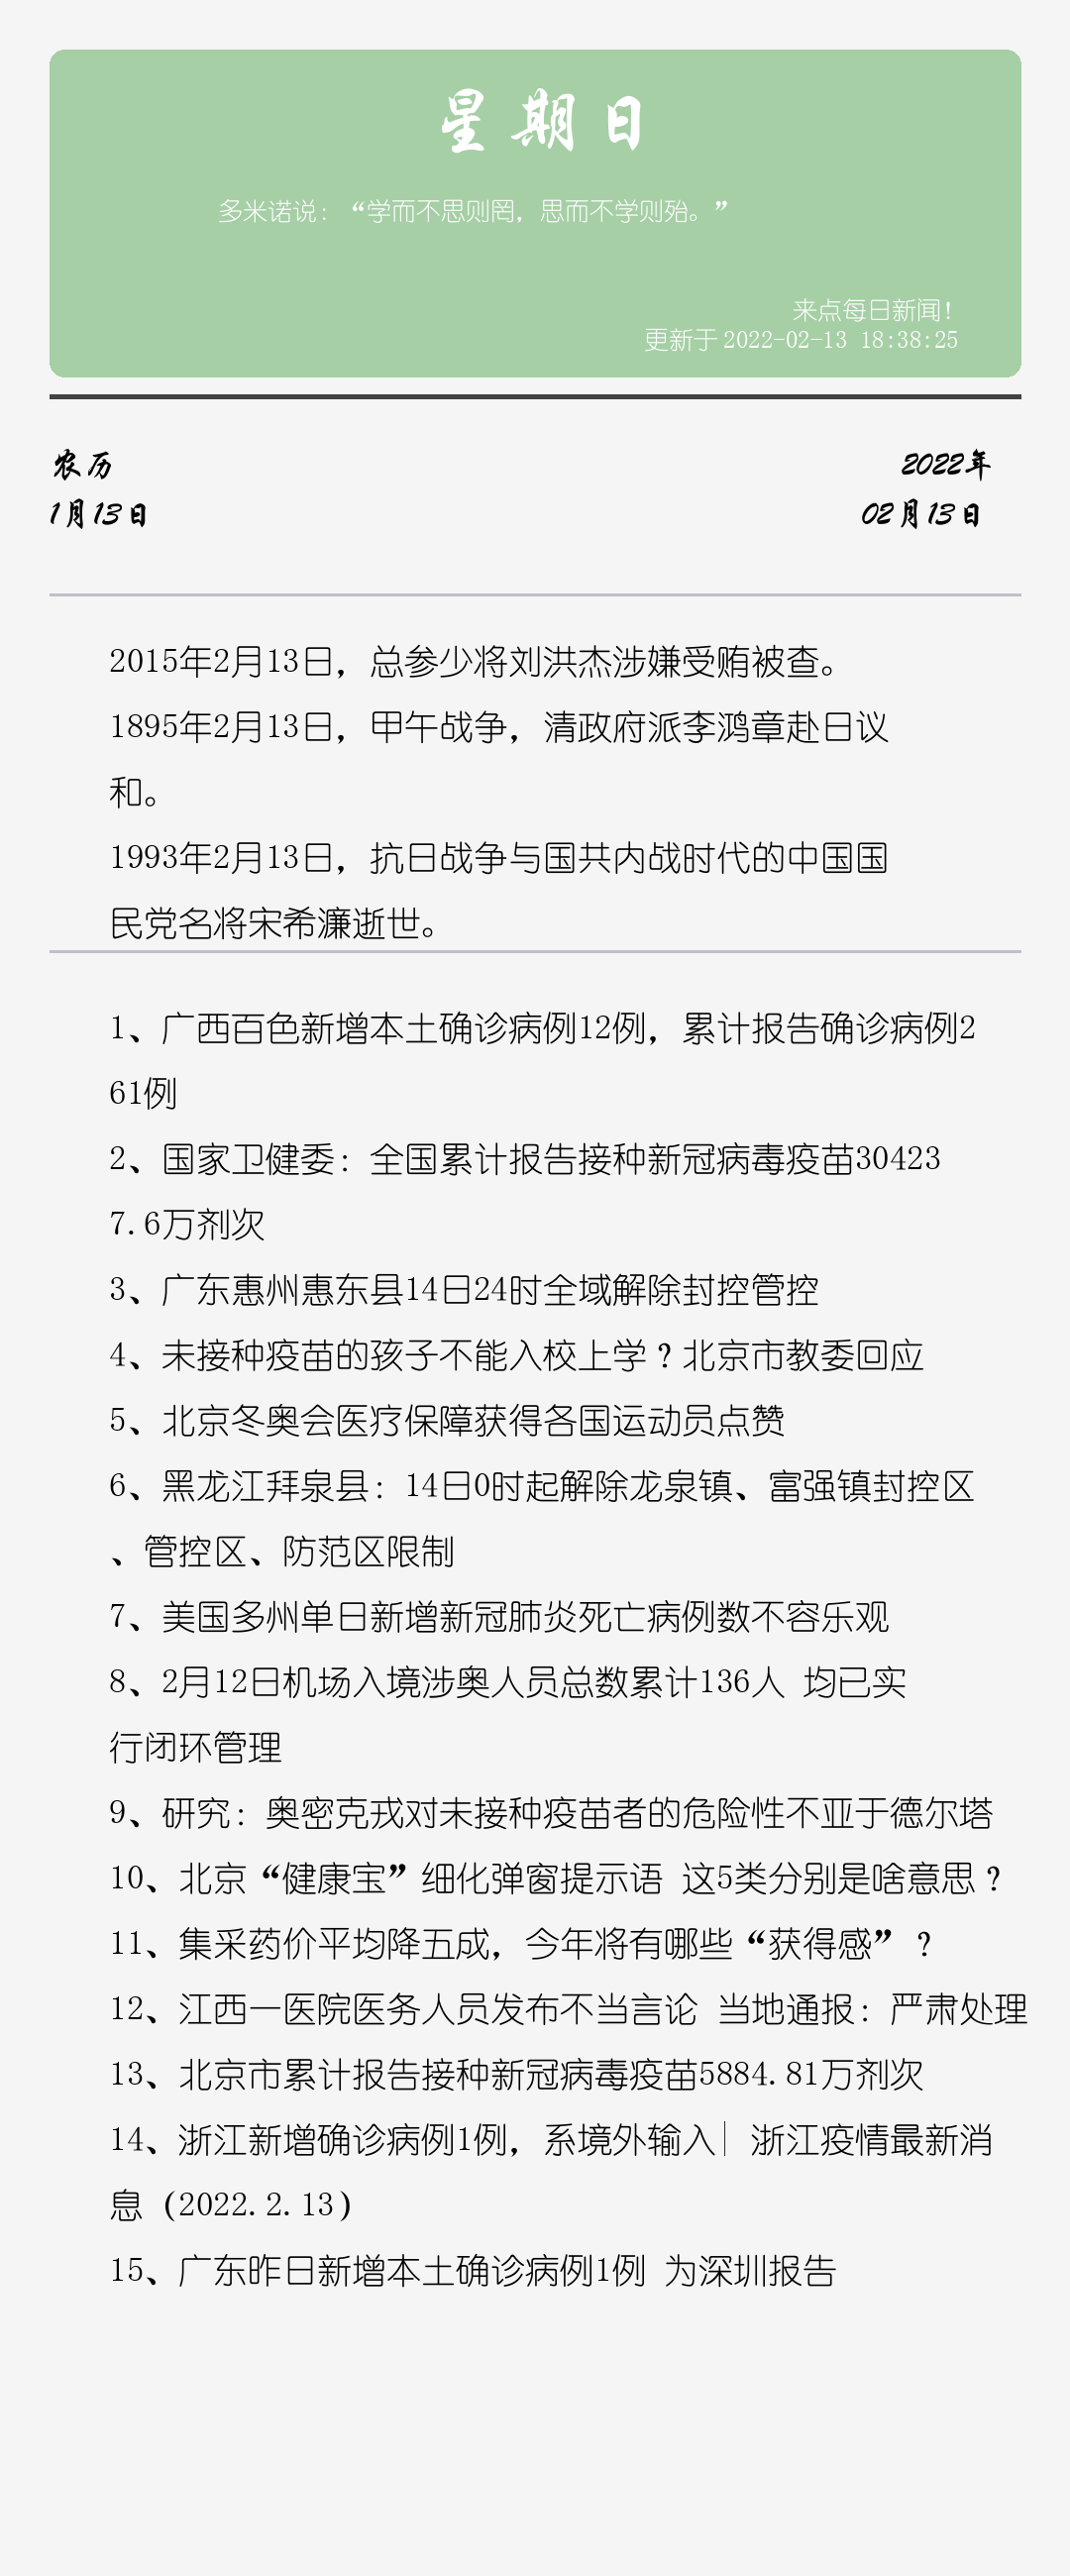 星期日
多米诺说：“学而不思则罔，思而不学则殆。”
来点每日新闻！
更新于 2022-02-13 18:38:25
农历
2022年
1月13日
02月13日
2015年2月13日，总参少将刘洪杰涉嫌受贿被查。
1895年2月13日，甲午战争，清政府派李鸿章赴日议
和。
1993年2月13日，抗日战争与国共内战时代的中国国
民党名将宋希濂逝世。
1、广西百色新增本土确诊病例12例，累计报告确诊病例2
61例
2、国家卫健委：全国累计报告接种新冠病毒疫苗30423
7.6万剂次
3、广东惠州惠东县14日24时全域解除封控管控
4、未接种疫苗的孩子不能入校上学？北京市教委回应
5、北京冬奥会医疗保障获得各国运动员点赞
6、黑龙江拜泉县：14日0时起解除龙泉镇、富强镇封控区
、管控区、防范区限制
7、美国多州单日新增新冠肺炎死亡病例数不容乐观
8、2月12日机场入境涉奥人员总数累计136人 均已实
行闭环管理
9、研究：奥密克戎对未接种疫苗者的危险性不亚于德尔塔
10、北京“健康宝”细化弹窗提示语 这5类分别是啥意思？
11、集采药价平均降五成，今年将有哪些“获得感”？
12、江西一医院医务人员发布不当言论 当地通报：严肃处理
13、北京市累计报告接种新冠病毒疫苗5884.81万剂次
14、浙江新增确诊病例1例，系境外输入| 浙江疫情最新消
息（2022.2.13）
15、广东昨日新增本土确诊病例1例 为深圳报告